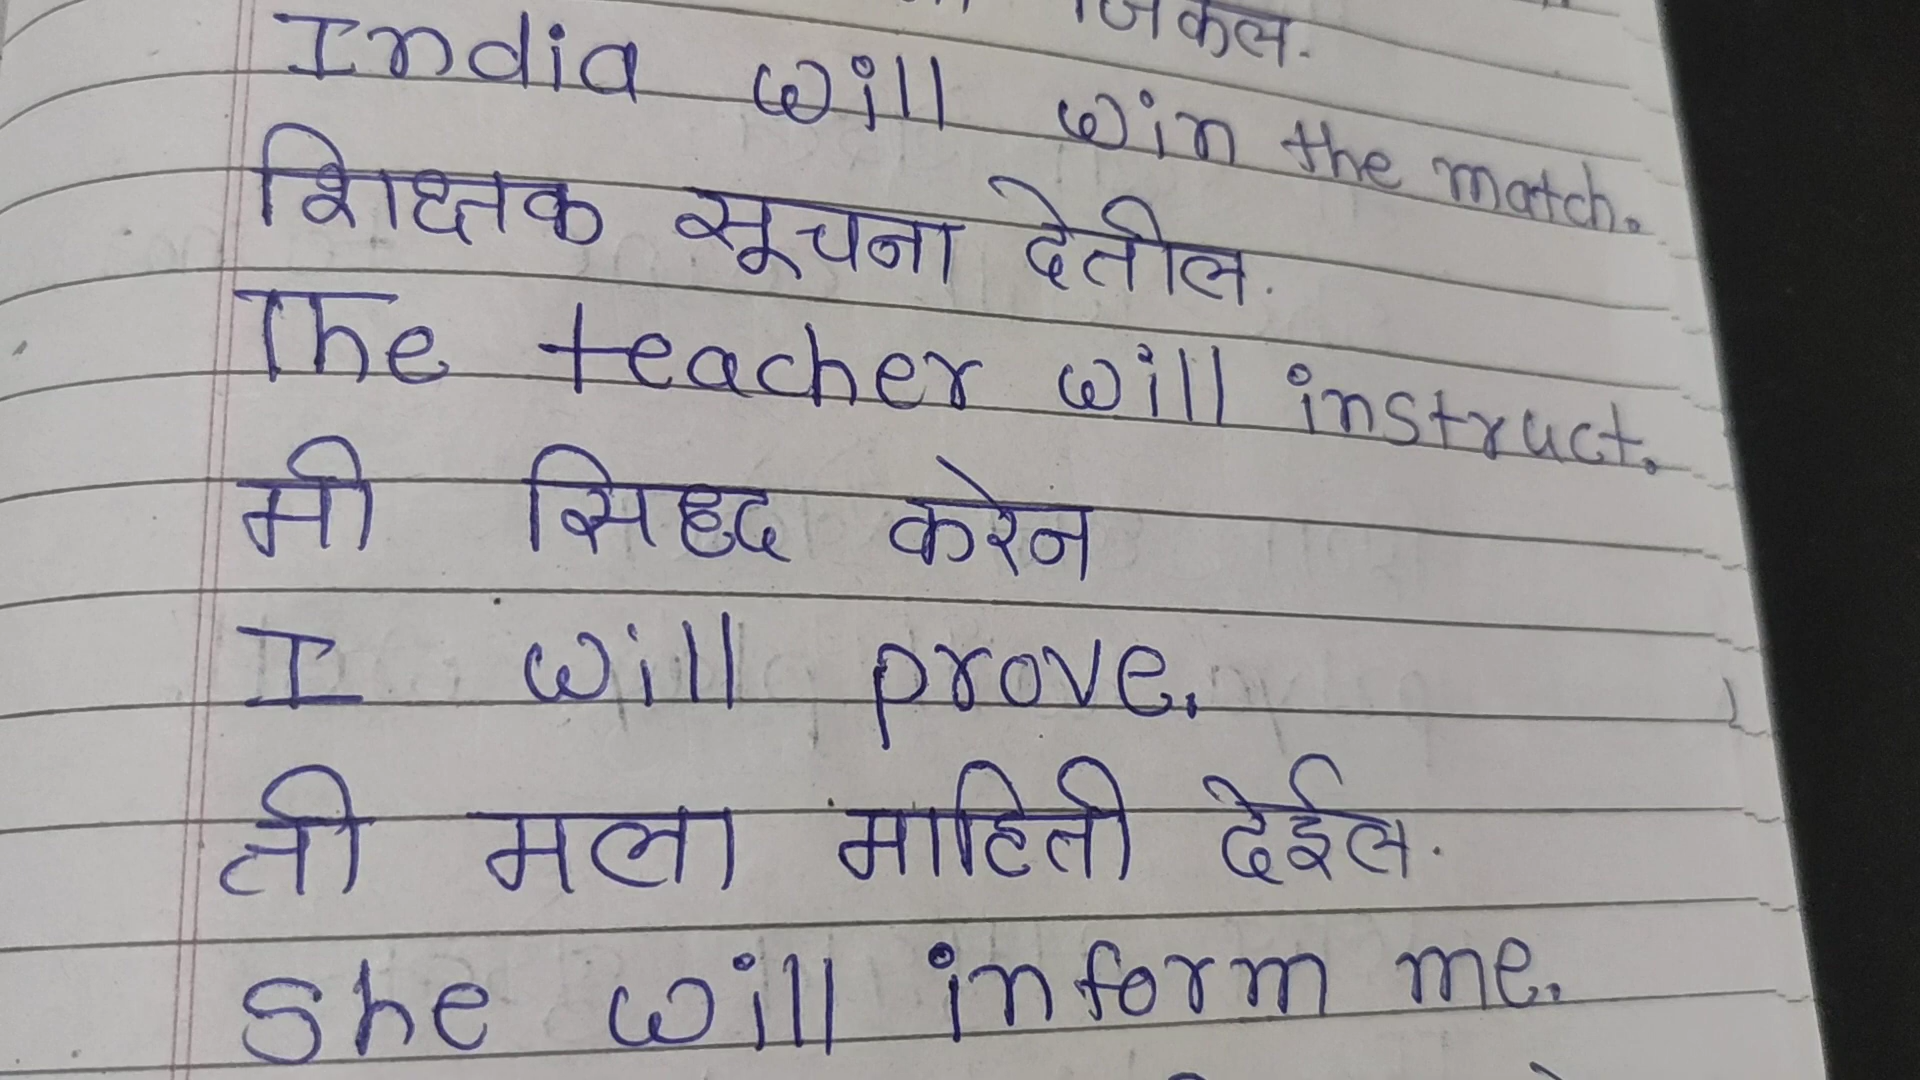 जिंकेल.
India will win the match.
शिक्षक सूचना देतील.
The teacher will instruct.
मी सिद्ध करेन
I will prove.
ती मला माहिती देईल.
She will inform me.